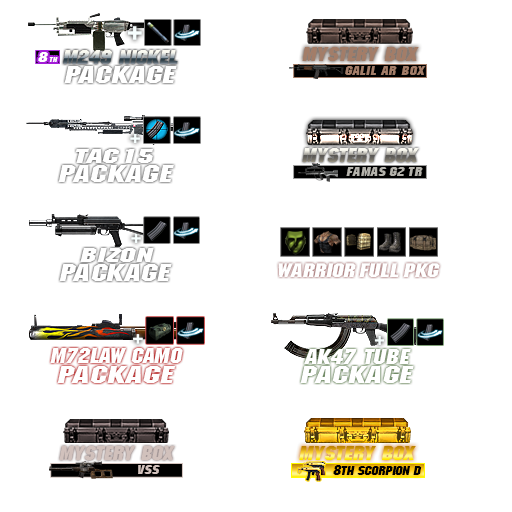 8TH M249 NICKEL
PACKAGE
MYSTERY BOX
GALIL AR BOX
TAC 15
PACKAGE
MYSTERY BOX
FAMAS G2 TR
BIZON
PACKAGE
WARRIOR FULL PKG
M72LAW CAMO
PACKAGE
AK47 TUBE
PACKAGE
MYSTERY BOX
VSS
MYSTERY BOX
8TH SCORPION D